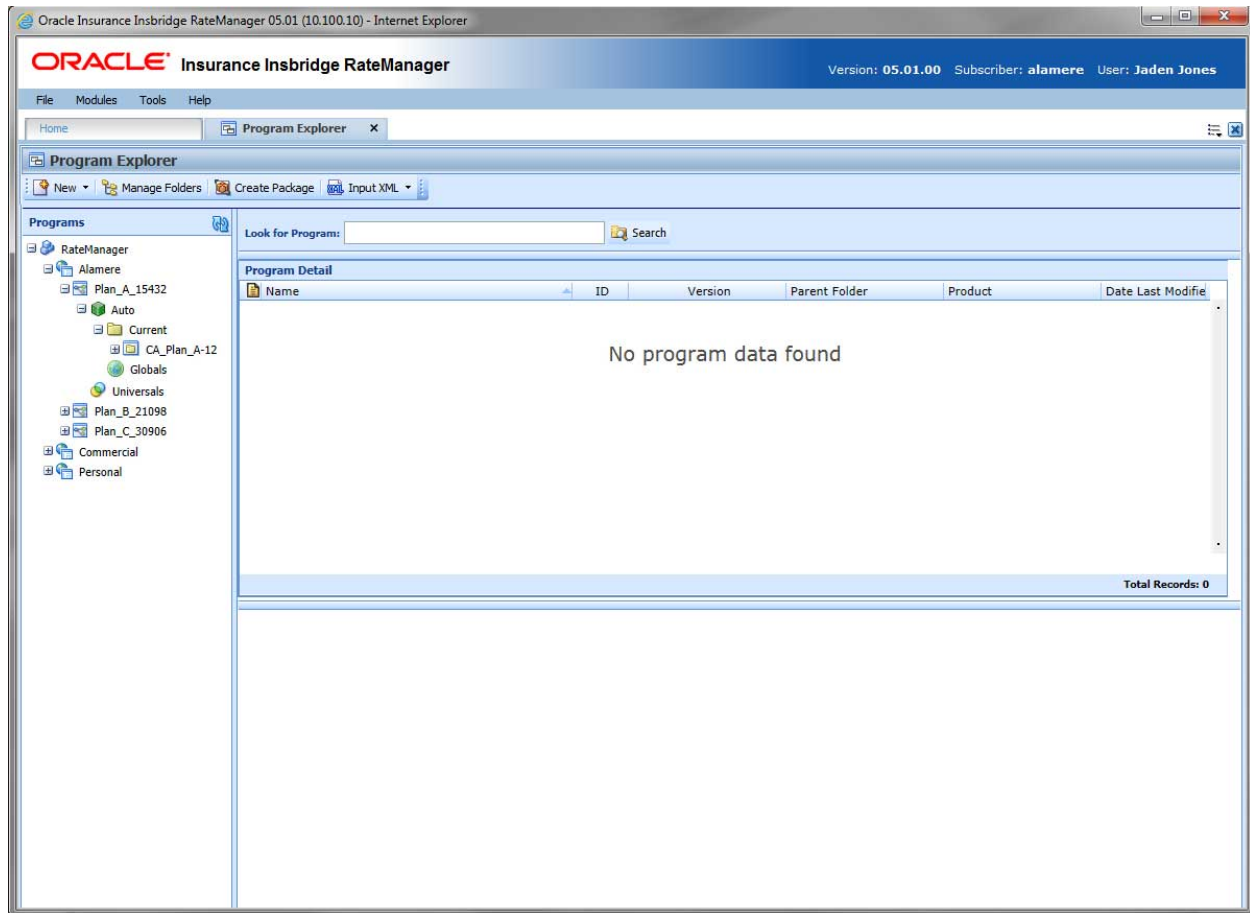 Oracle Insurance Insbridge RateManager 05.01 (10.100.10) - Internet Explorer
ORACLE Insurance Insbridge RateManager
Version: 05.01.00 Subscriber: alamere User: Jaden Jones
File Modules Tools Help
Home Program Explorer x
Program Explorer
New Manage Folders Create Package Input XML
Programs
RateManager
Alamere
Plan_A_15432
Auto
Current
CA_Plan_A-12
Globals
Universals
Plan_B_21098
Plan_C_30906
Commercial
Personal
Look for Program: Search
Program Detail
Name ID Version Parent Folder Product Date Last Modifie
No program data found
Total Records: 0